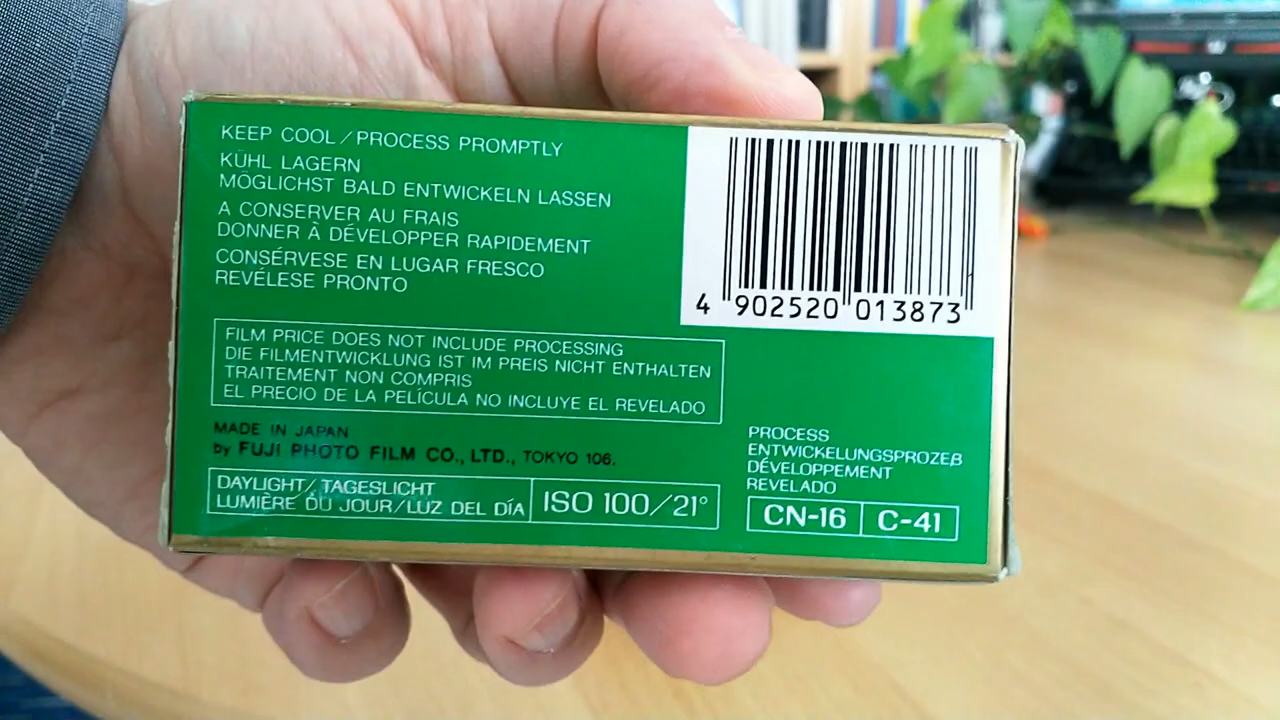 KEEP COOL/PROCESS PROMPTLY
KÜHL LAGERN
MÖGLICHST BALD ENTWICKELN LASSEN
A CONSERVER AU FRAIS
DONNER À DÉVELOPPER RAPIDEMENT
CONSÉRVESE EN LUGAR FRESCO
REVÉLESE PRONTO
4 902520 013873
FILM PRICE DOES NOT INCLUDE PROCESSING
DIE FILMENTWICKLUNG IST IM PREIS NICHT ENTHALTEN
TRAITEMENT NON COMPRIS
EL PRECIO DE LA PELÍCULA NO INCLUYE EL REVELADO
MADE IN JAPAN
by FUJI PHOTO FILM CO., LTD., TOKYO 106.
DAYLIGHT/TAGESLICHT
LUMIÈRE DU JOUR/LUZ DEL DÍA
ISO 100/21°
PROCESS
ENTWICKELUNGSPROZEß
DÉVELOPPEMENT
REVELADO
CN-16 C-41